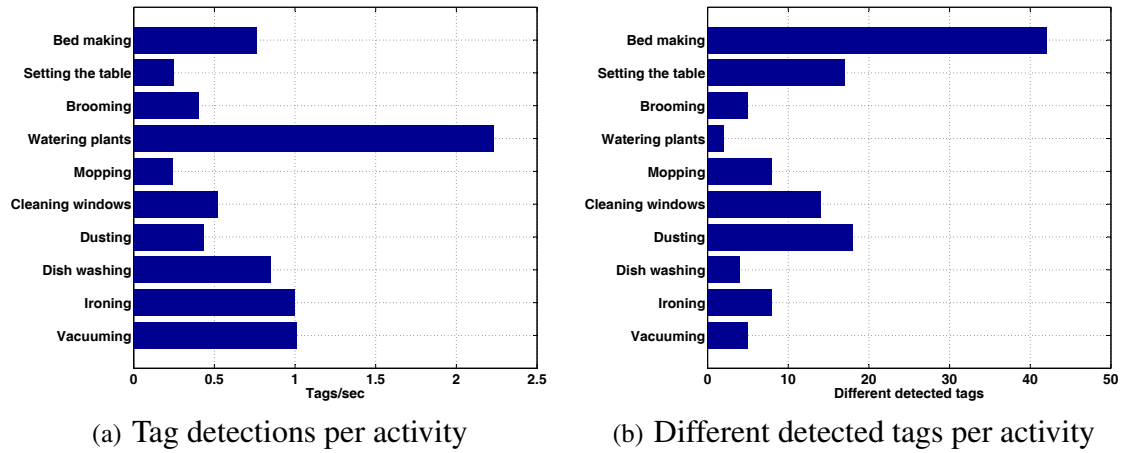 Bed making
Setting the table
Brooming
Watering plants
Mopping
Cleaning windows
Dusting
Dish washing
Ironing
Vacuuming
0 0.5 1 1.5 2 2.5
Tags/sec
(a) Tag detections per activity
Bed making
Setting the table
Brooming
Watering plants
Mopping
Cleaning windows
Dusting
Dish washing
Ironing
Vacuuming
0 10 20 30 40 50
Different detected tags
(b) Different detected tags per activity